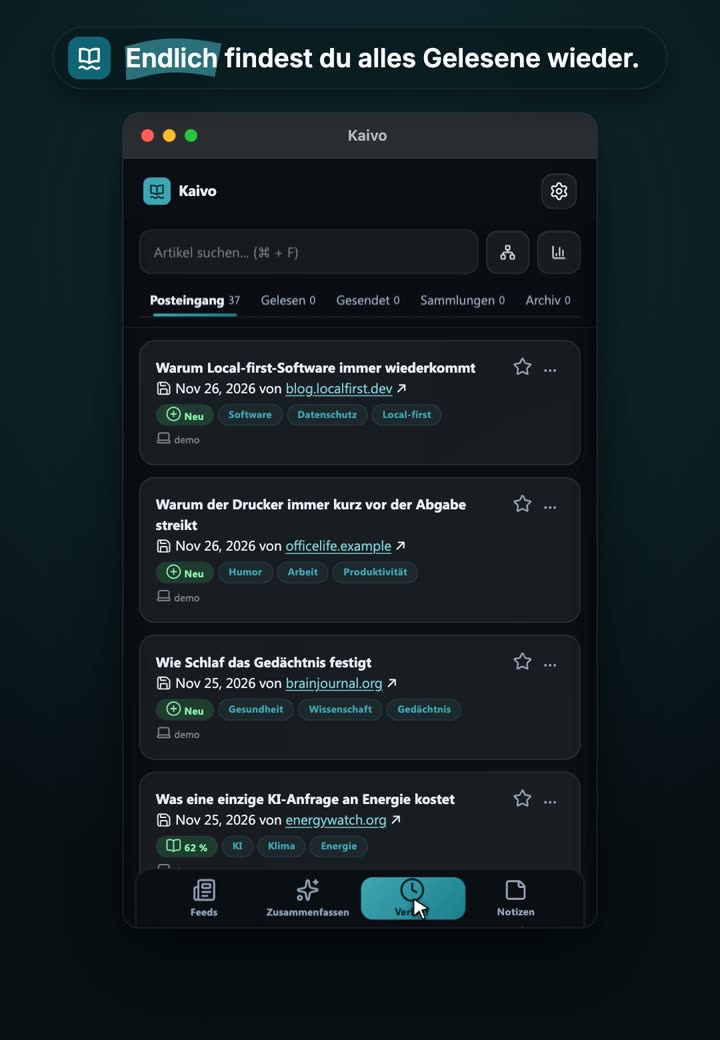 Endlich findest du alles Gelesene wieder.
Kaivo
Kaivo
Artikel suchen... (⌘ + F)
Posteingang 37 Gelesen 0 Gesendet 0 Sammlungen 0 Archiv 0
Warum Local-first-Software immer wiederkommt
Nov 26, 2026 von blog.localfirst.dev ↗
Neu Software Datenschutz Local-first
demo
Warum der Drucker immer kurz vor der Abgabe
streikt
Nov 26, 2026 von officelife.example ↗
Neu Humor Arbeit Produktivität
demo
Wie Schlaf das Gedächtnis festigt
Nov 25, 2026 von brainjournal.org ↗
Neu Gesundheit Wissenschaft Gedächtnis
demo
Was eine einzige KI-Anfrage an Energie kostet
Nov 25, 2026 von energywatch.org ↗
62 % KI Klima Energie
Feeds Zusammenfassen Notizen